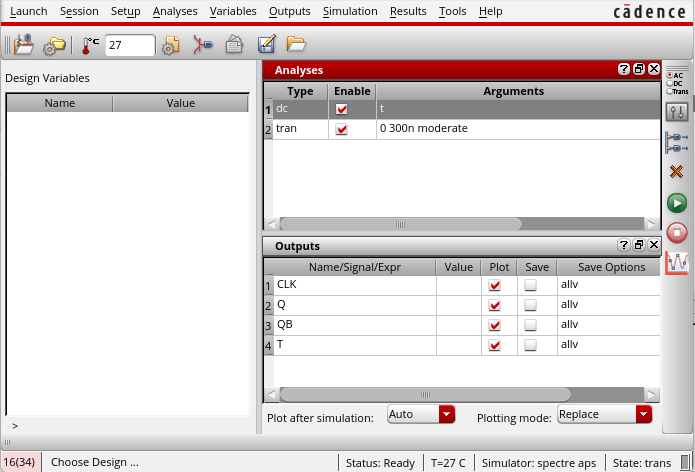 Launch Session Setup Analyses Variables Outputs Simulation Results Tools Help cādence
°C 27
Design Variables
Name Value
>
Analyses
Type Enable Arguments
1 dc t
2 tran 0 300n moderate
Outputs
Name/Signal/Expr Value Plot Save Save Options
1 CLK allv
2 Q allv
3 QB allv
4 T allv
Plot after simulation: Auto Plotting mode: Replace
AC
DC
Trans
16(34) Choose Design ... Status: Ready T=27 C Simulator: spectre aps State: trans